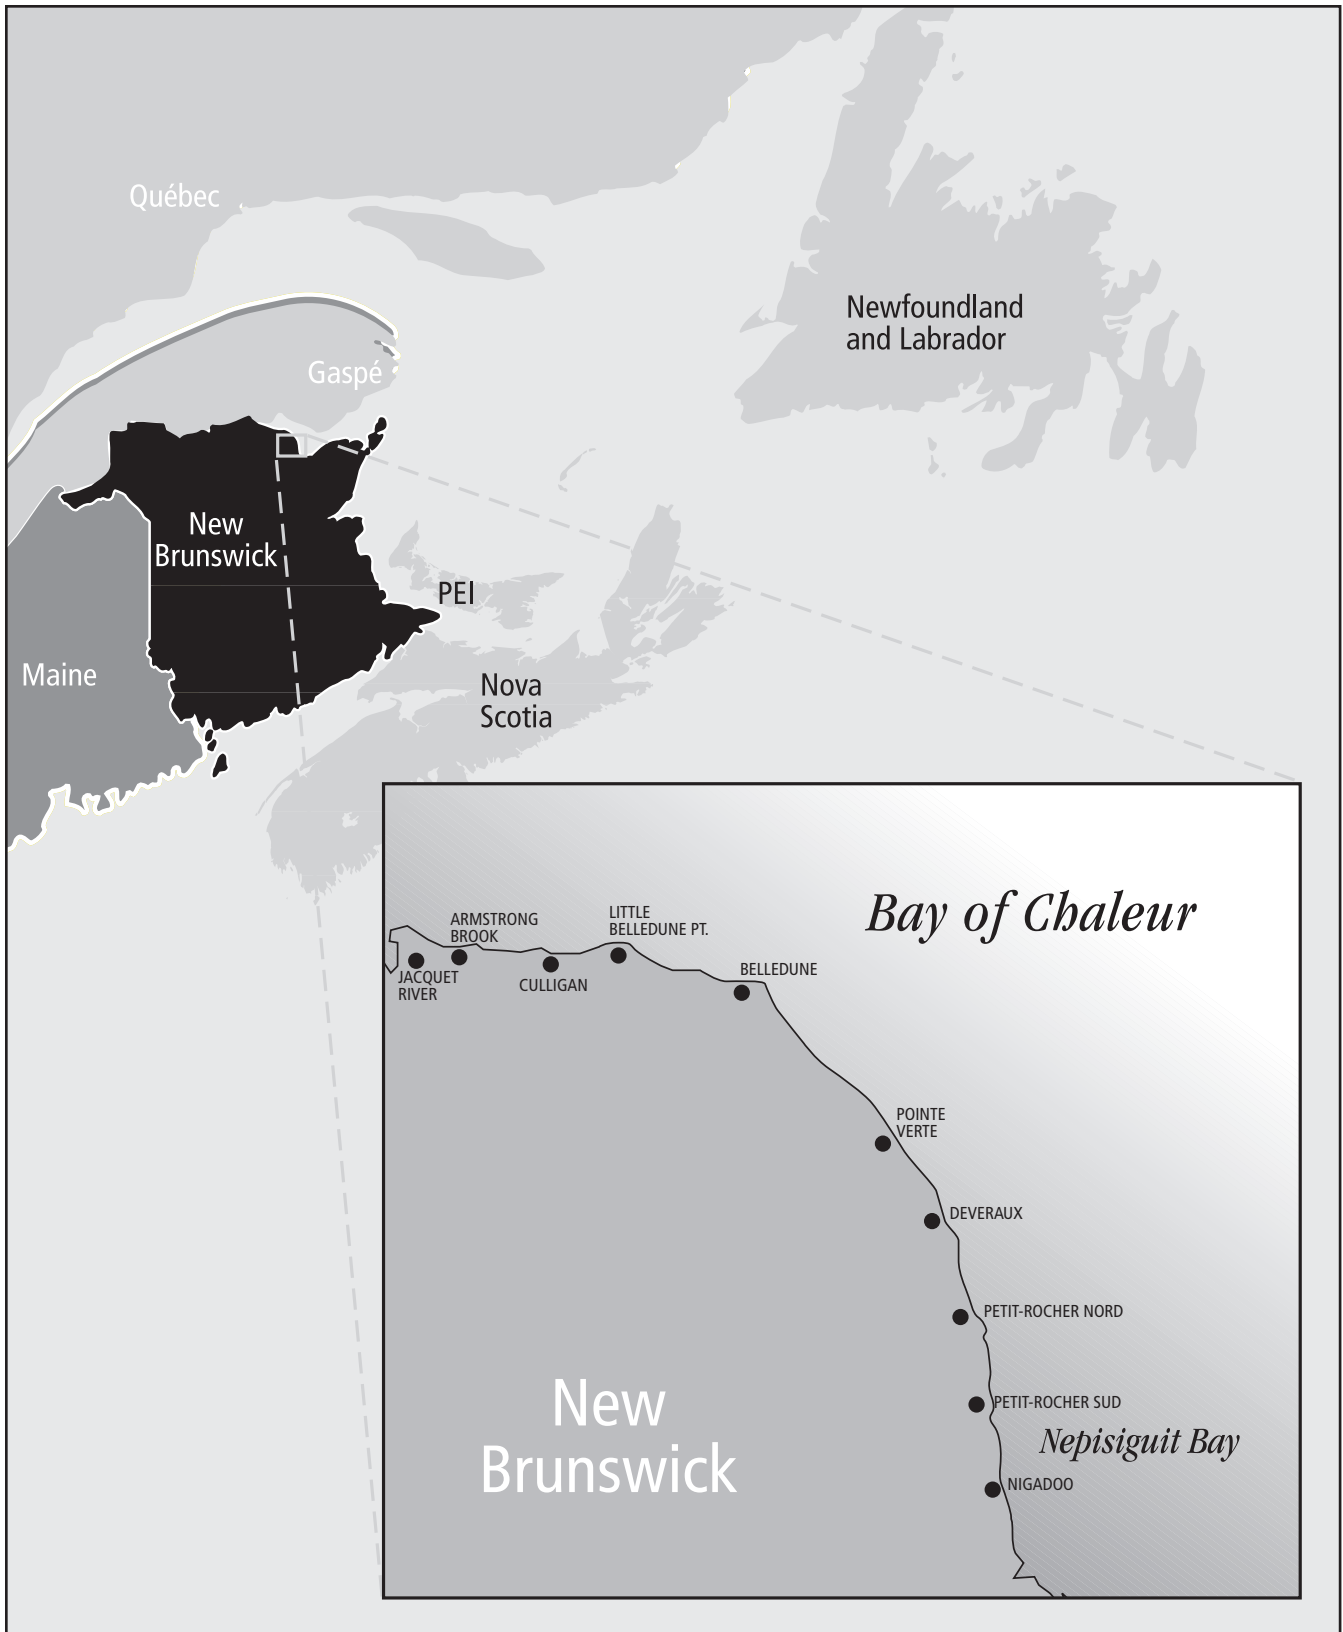 Québec
Newfoundland
and Labrador
Gaspé
New
Brunswick
PEI
Maine
Nova
Scotia
Bay of Chaleur
ARMSTRONG
BROOK
LITTLE
BELLEDUNE PT.
JACQUET
RIVER
CULLIGAN
BELLEDUNE
POINTE
VERTE
DEVERAUX
PETIT-ROCHER NORD
New
Brunswick
PETIT-ROCHER SUD
Nepisiguit Bay
NIGADOO